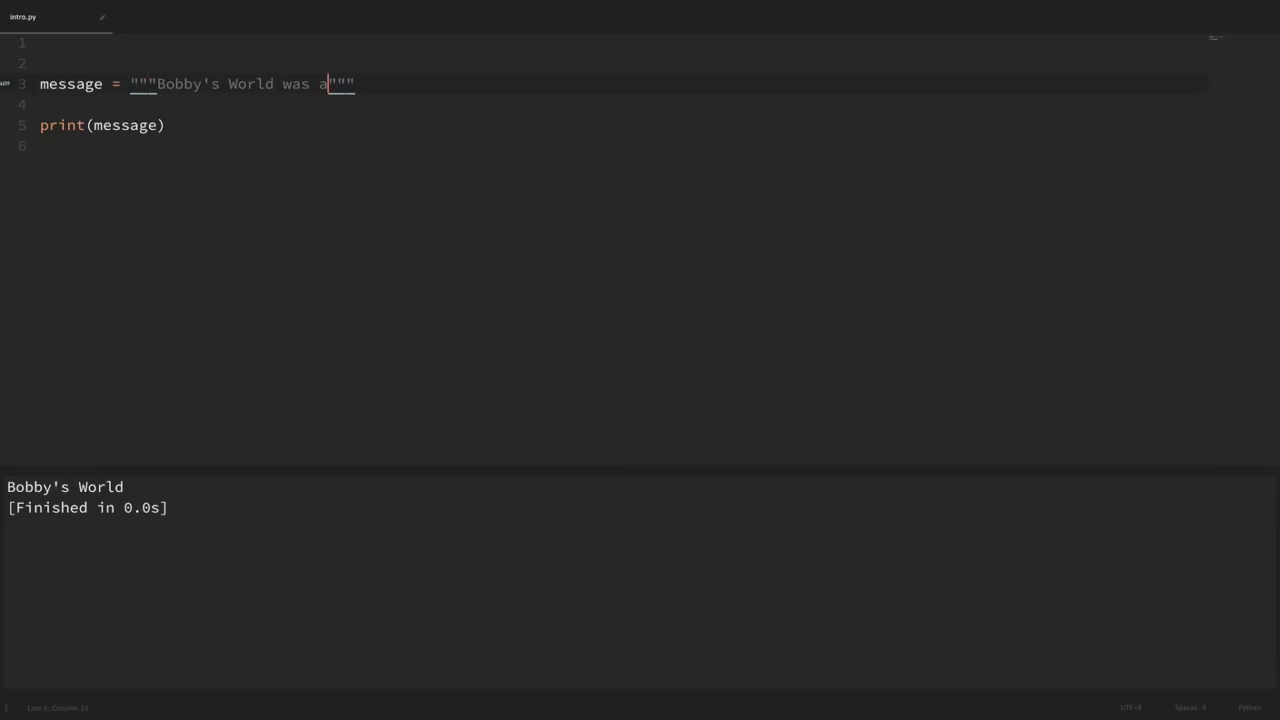 intro.py
1
2
3 message = """Bobby's World was a"""
4
5 print(message)
6
Bobby's World
[Finished in 0.0s]
Line 3, Column 31 UTF-8 Spaces: 4 Python